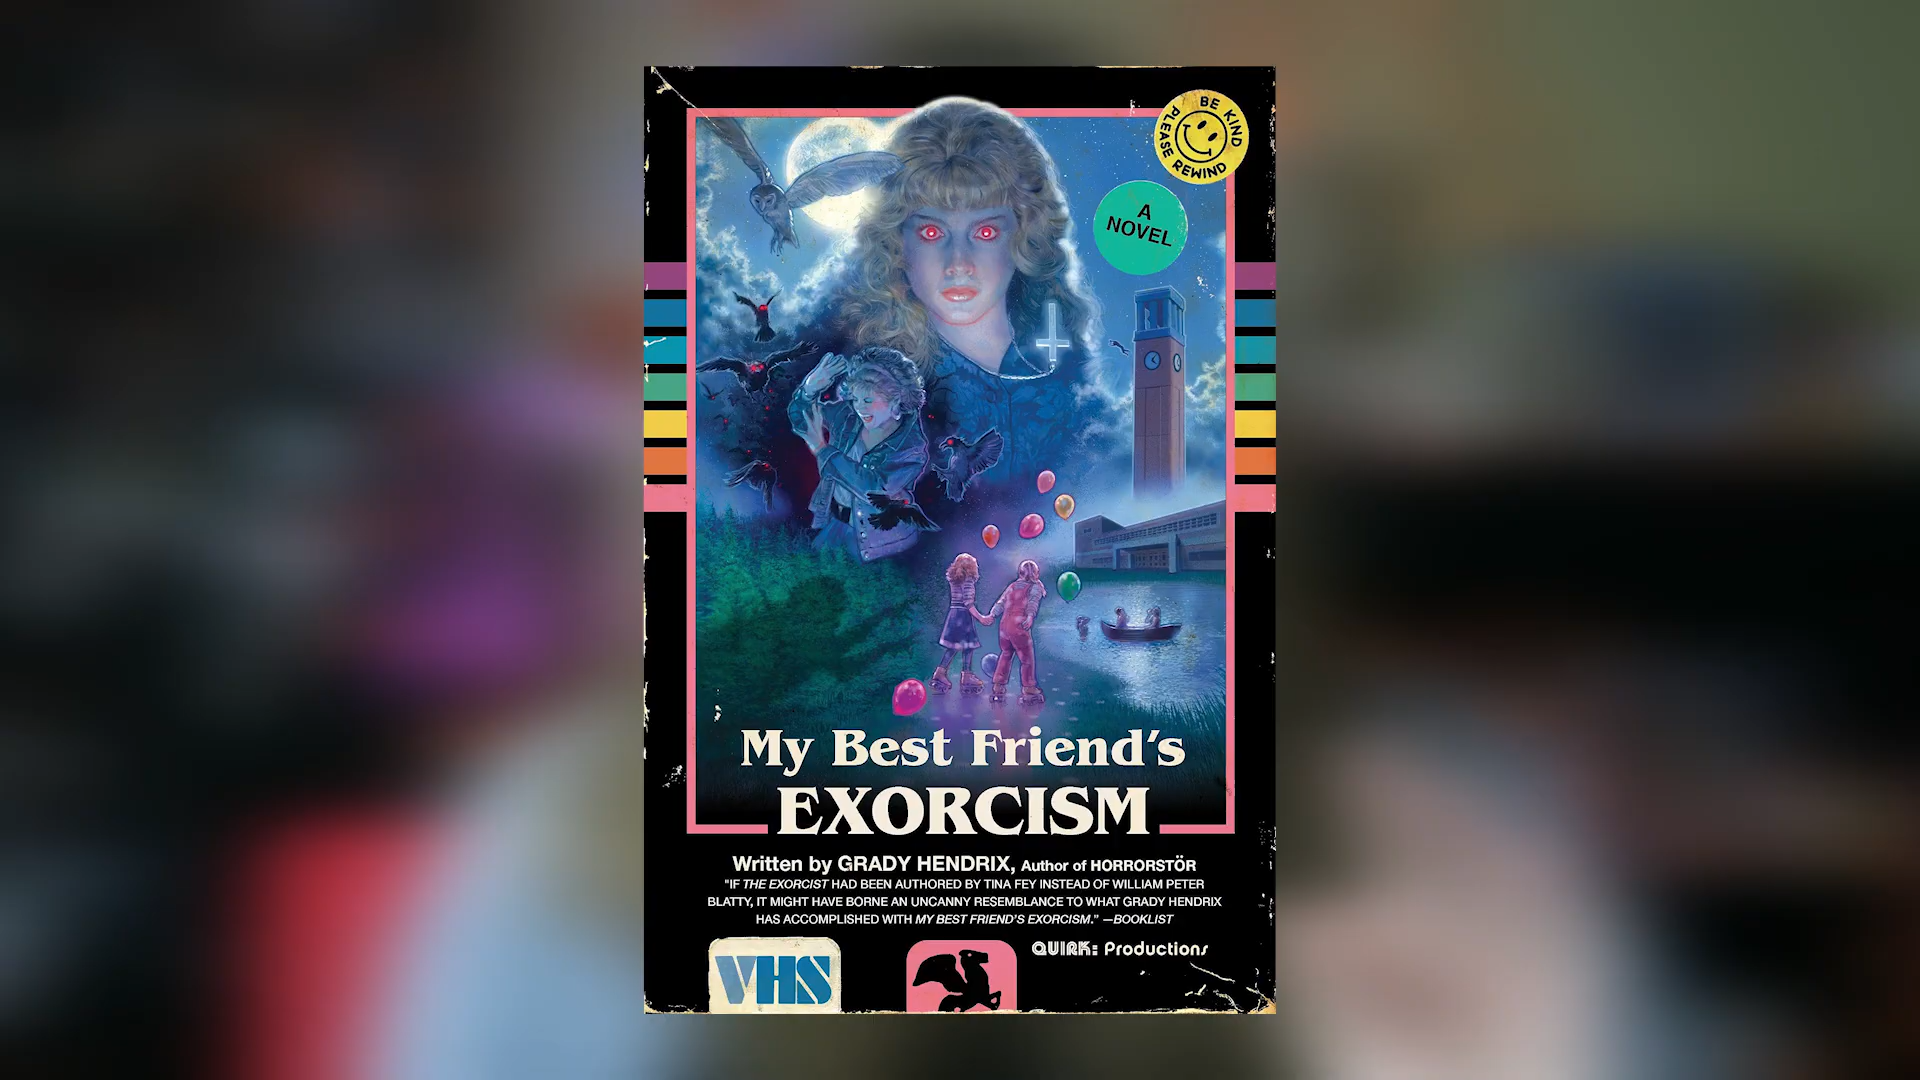 BE KIND
PLEASE REWIND
A
NOVEL
My Best Friend's
EXORCISM
Written by GRADY HENDRIX, Author of HORRORSTÖR
"IF THE EXORCIST HAD BEEN AUTHORED BY TINA FEY INSTEAD OF WILLIAM PETER
BLATTY, IT MIGHT HAVE BORNE AN UNCANNY RESEMBLANCE TO WHAT GRADY HENDRIX
HAS ACCOMPLISHED WITH MY BEST FRIEND'S EXORCISM." —BOOKLIST
QUIRK: Productions
VHS